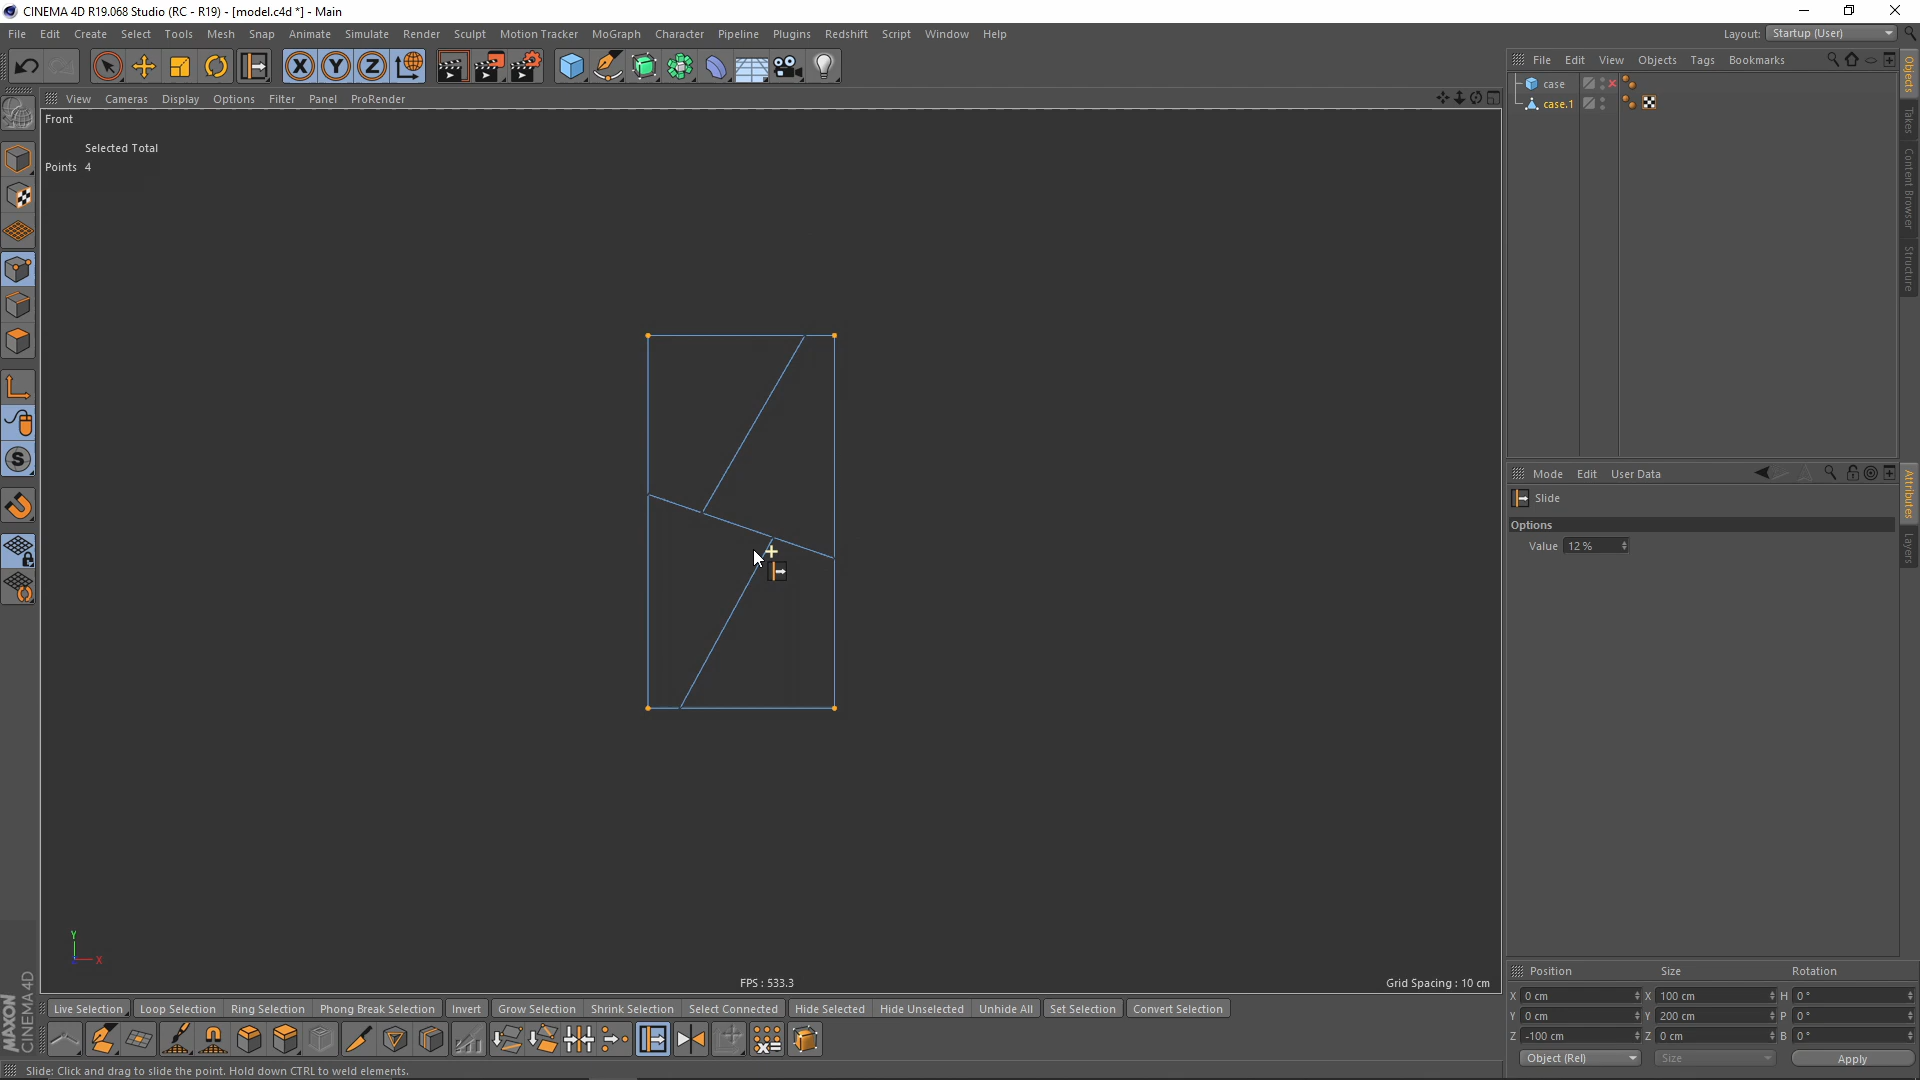 CINEMA 4D R19.068 Studio (RC - R19) - [model.c4d *] - Main
File Edit Create Select Tools Mesh Snap Animate Simulate Render Sculpt Motion Tracker MoGraph Character Pipeline Plugins Redshift Script Window Help Layout: Startup (User)
File Edit View Objects Tags Bookmarks
View Cameras Display Options Filter Panel ProRender
case
case.1
Front
Selected Total
Points 4
Objects
Takes
Content Browser
Structure
Mode Edit User Data
Slide
Options
Value 12 %
Attributes
Layers
Y
X
FPS : 533.3
Grid Spacing : 10 cm
Position Size Rotation
X 0 cm X 100 cm H 0 °
Y 0 cm Y 200 cm P 0 °
Z -100 cm Z 0 cm B 0 °
Object (Rel) Size Apply
Live Selection Loop Selection Ring Selection Phong Break Selection Invert Grow Selection Shrink Selection Select Connected Hide Selected Hide Unselected Unhide All Set Selection Convert Selection
MAXON
CINEMA 4D
Slide: Click and drag to slide the point. Hold down CTRL to weld elements.